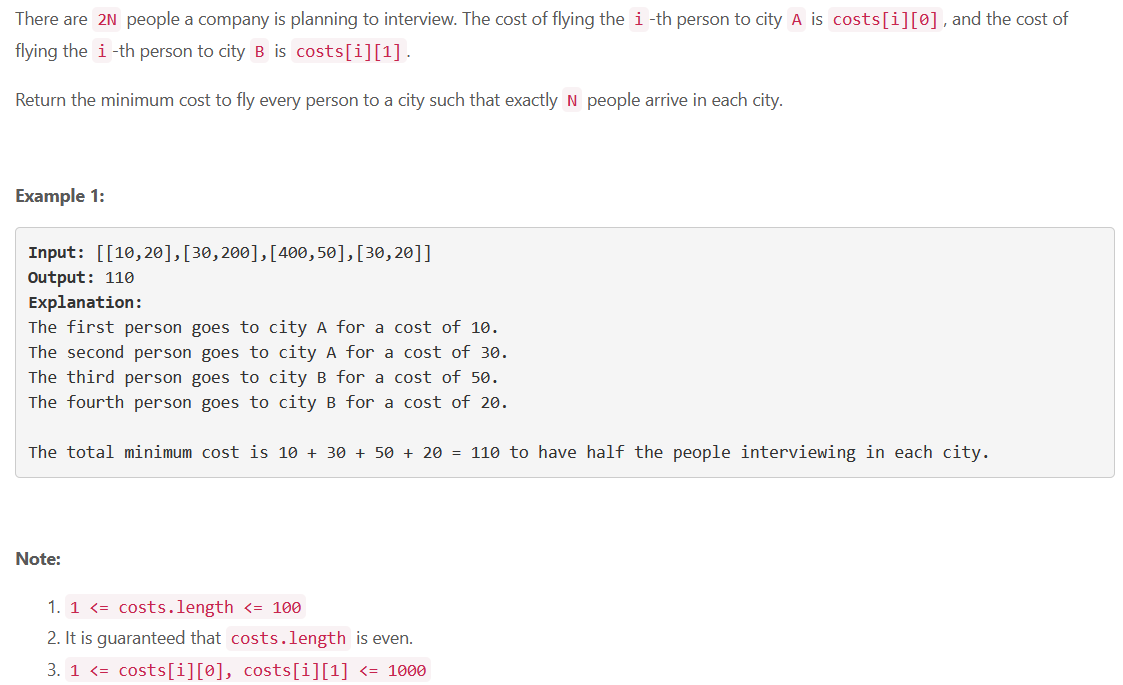 There are 2N people a company is planning to interview. The cost of flying the i -th person to city A is costs[i][0], and the cost of
flying the i -th person to city B is costs[i][1].
Return the minimum cost to fly every person to a city such that exactly N people arrive in each city.
Example 1:
Input: [[10,20],[30,200],[400,50],[30,20]]
Output: 110
Explanation:
The first person goes to city A for a cost of 10.
The second person goes to city A for a cost of 30.
The third person goes to city B for a cost of 50.
The fourth person goes to city B for a cost of 20.
The total minimum cost is 10 + 30 + 50 + 20 = 110 to have half the people interviewing in each city.
Note:
1. 1 <= costs.length <= 100
2. It is guaranteed that costs.length is even.
3. 1 <= costs[i][0], costs[i][1] <= 1000